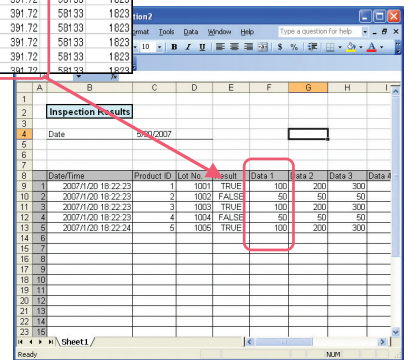 391.72 58133 1823
391.72 58133 1823
391.72 58133 1823
391.72 58133 1823
391.72 58133 1823
Tools Data Window Help Type a question for help
10 B I U $ %
A B C D E F G H
1
2 Inspection Results
3
4 Date 5/20/2007
5
6
7
8 Date/Time Product ID Lot No. Result Data 1 Data 2 Data 3 Data 4
9 1 2007/1/20 18:22:23 1 1001 TRUE 100 200 300
10 2 2007/1/20 18:22:23 2 1002 FALSE 50 50 50
11 3 2007/1/20 18:22:23 3 1003 TRUE 100 200 300
12 4 2007/1/20 18:22:23 4 1004 FALSE 50 50 50
13 5 2007/1/20 18:22:24 5 1005 TRUE 100 200 300
14 6
15 7
16 8
17 9
18 10
19 11
20 12
21 13
22 14
23 15
Sheet1
Ready NUM